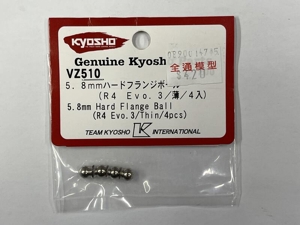 KYOSHO
Genuine Kyosh
VZ510
全通模型
5.8mmハードフランジボール
(R4 Evo.3/薄/4入)
5.8mm Hard Flange Ball
(R4 Evo.3/Thin/4pcs)
TEAM KYOSHO K INTERNATIONAL